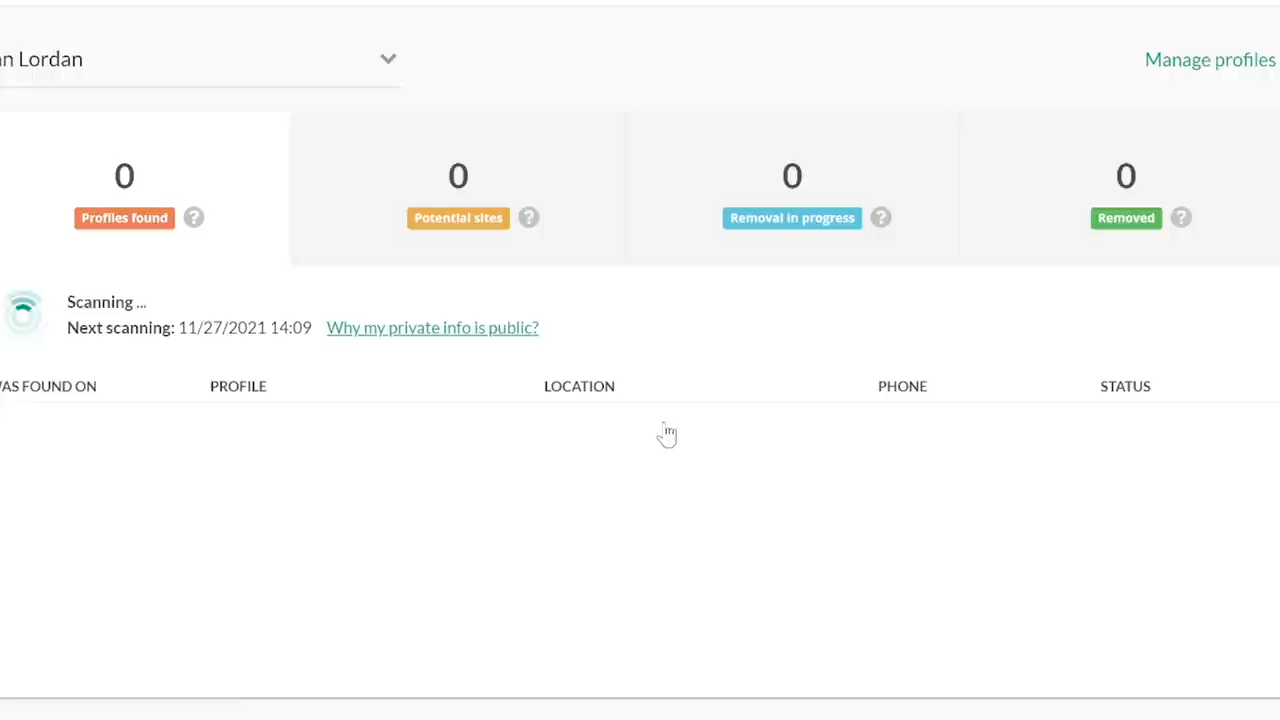 Lordan
Manage profiles
0
0
0
0
Profiles found ?
Potential sites ?
Removal in progress ?
Removed ?
Scanning ...
Next scanning: 11/27/2021 14:09 Why my private info is public?
AS FOUND ON PROFILE LOCATION PHONE STATUS